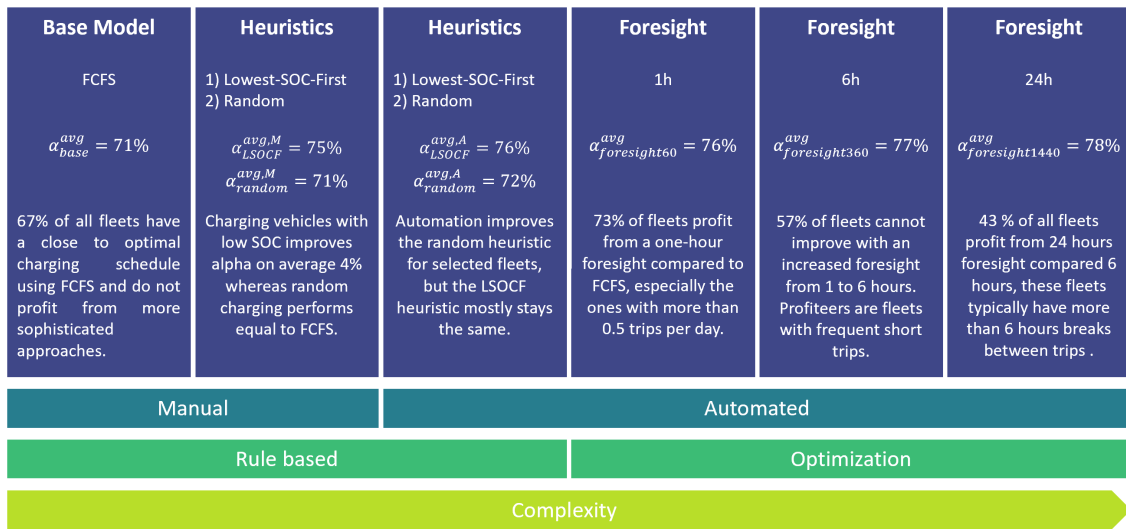 Base Model
FCFS
α_base^avg = 71%
67% of all fleets have
a close to optimal
charging schedule
using FCFS and do not
profit from more
sophisticated
approaches.
Heuristics
1) Lowest-SOC-First
2) Random
α_LSOCF^avg,M = 75%
α_random^avg,M = 71%
Charging vehicles with
low SOC improves
alpha on average 4%
whereas random
charging performs
equal to FCFS.
Heuristics
1) Lowest-SOC-First
2) Random
α_LSOCF^avg,A = 76%
α_random^avg,A = 72%
Automation improves
the random heuristic
for selected fleets,
but the LSOCF
heuristic mostly stays
the same.
Foresight
1h
α_foresight60^avg = 76%
73% of fleets profit
from a one-hour
foresight compared to
FCFS, especially the
ones with more than
0.5 trips per day.
Foresight
6h
α_foresight360^avg = 77%
57% of fleets cannot
improve with an
increased foresight
from 1 to 6 hours.
Profiteers are fleets
with frequent short
trips.
Foresight
24h
α_foresight1440^avg = 78%
43 % of all fleets
profit from 24 hours
foresight compared 6
hours, these fleets
typically have more
than 6 hours breaks
between trips .
Manual
Automated
Rule based
Optimization
Complexity